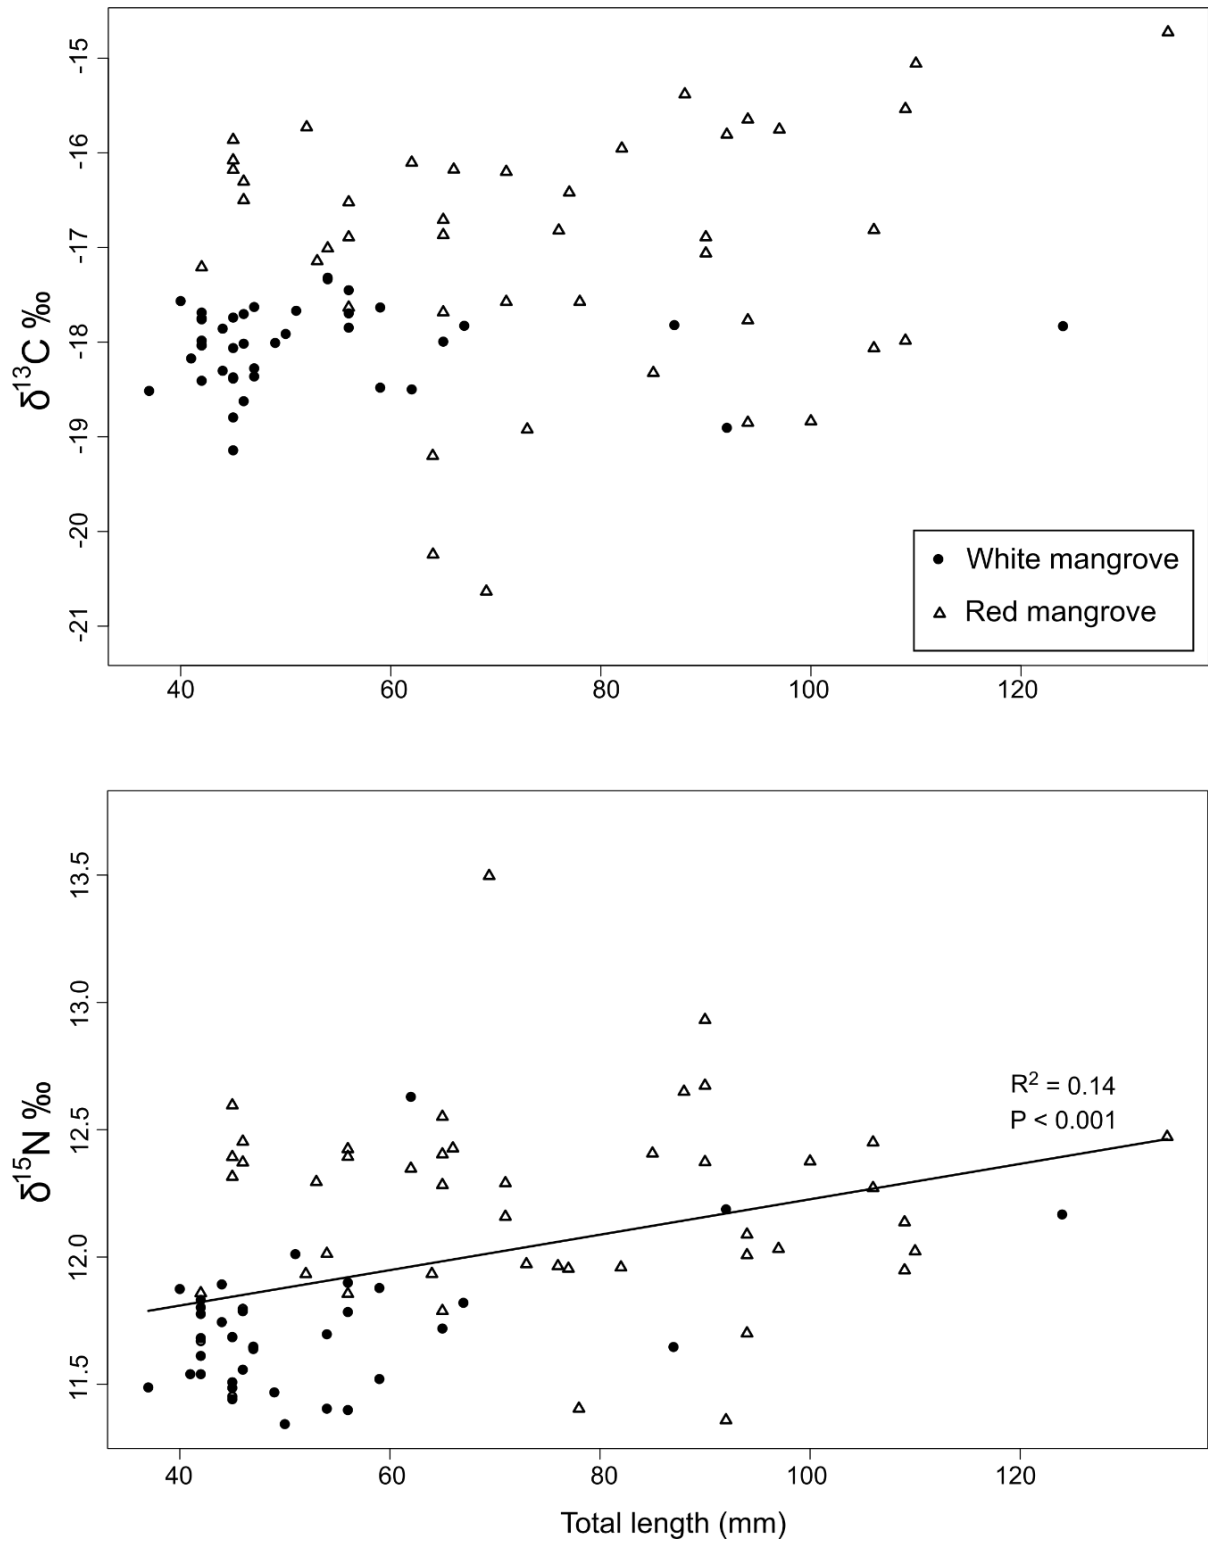 -15
-16
-17
-18
-19
-20
-21
δ¹³C ‰
40 60 80 100 120
White mangrove
Red mangrove
13.5
13.0
12.5
12.0
11.5
δ¹⁵N ‰
R² = 0.14
P < 0.001
40 60 80 100 120
Total length (mm)